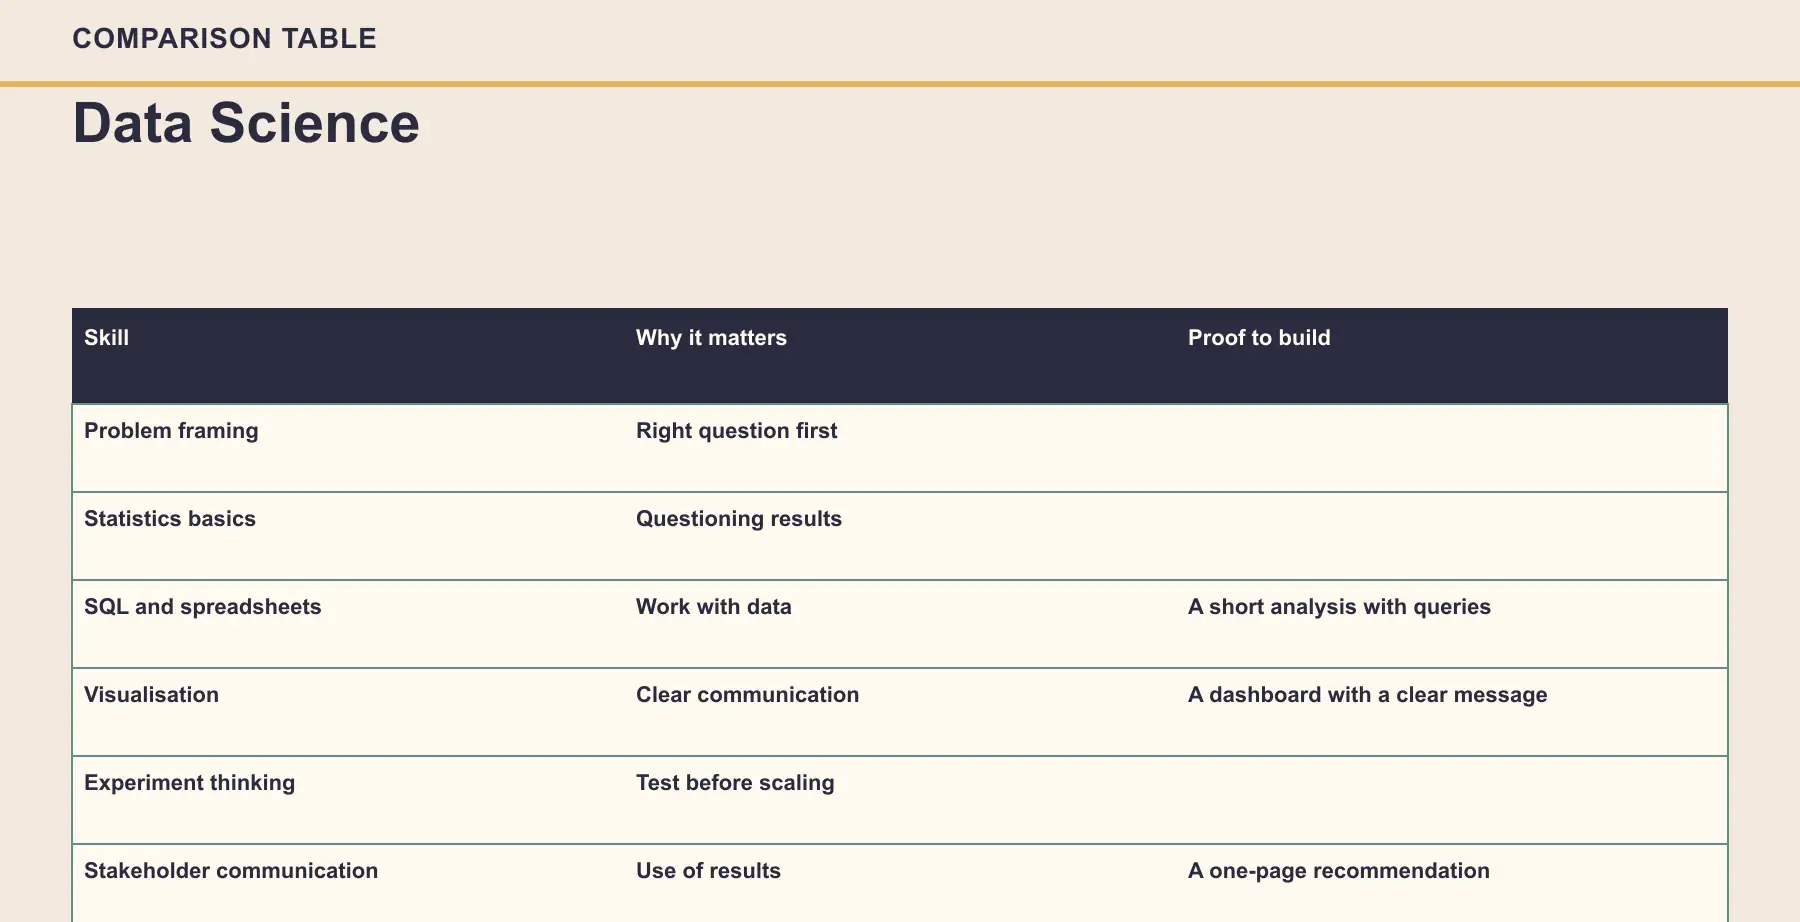 COMPARISON TABLE
Data Science
Skill Why it matters Proof to build
Problem framing Right question first
Statistics basics Questioning results
SQL and spreadsheets Work with data A short analysis with queries
Visualisation Clear communication A dashboard with a clear message
Experiment thinking Test before scaling
Stakeholder communication Use of results A one-page recommendation